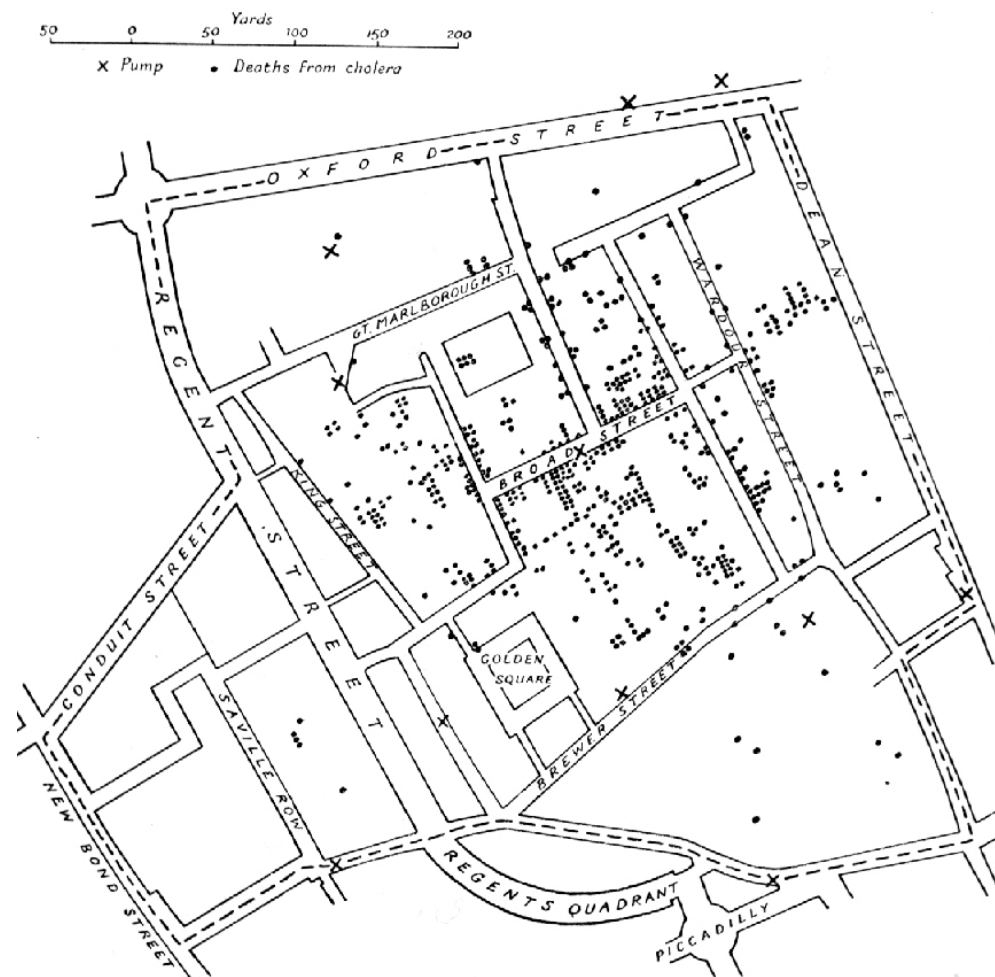 Yards
50 0 50 100 150 200
× Pump • Deaths from cholera
OXFORD STREET
REGENT STREET
GT. MARLBOROUGH ST.
WARDOUR STREET
DEAN STREET
BROAD STREET
KING STREET
CONDUIT STREET
GOLDEN
SQUARE
SAVILLE ROW
BREWER STREET
NEW BOND STREET
REGENTS QUADRANT
PICCADILLY